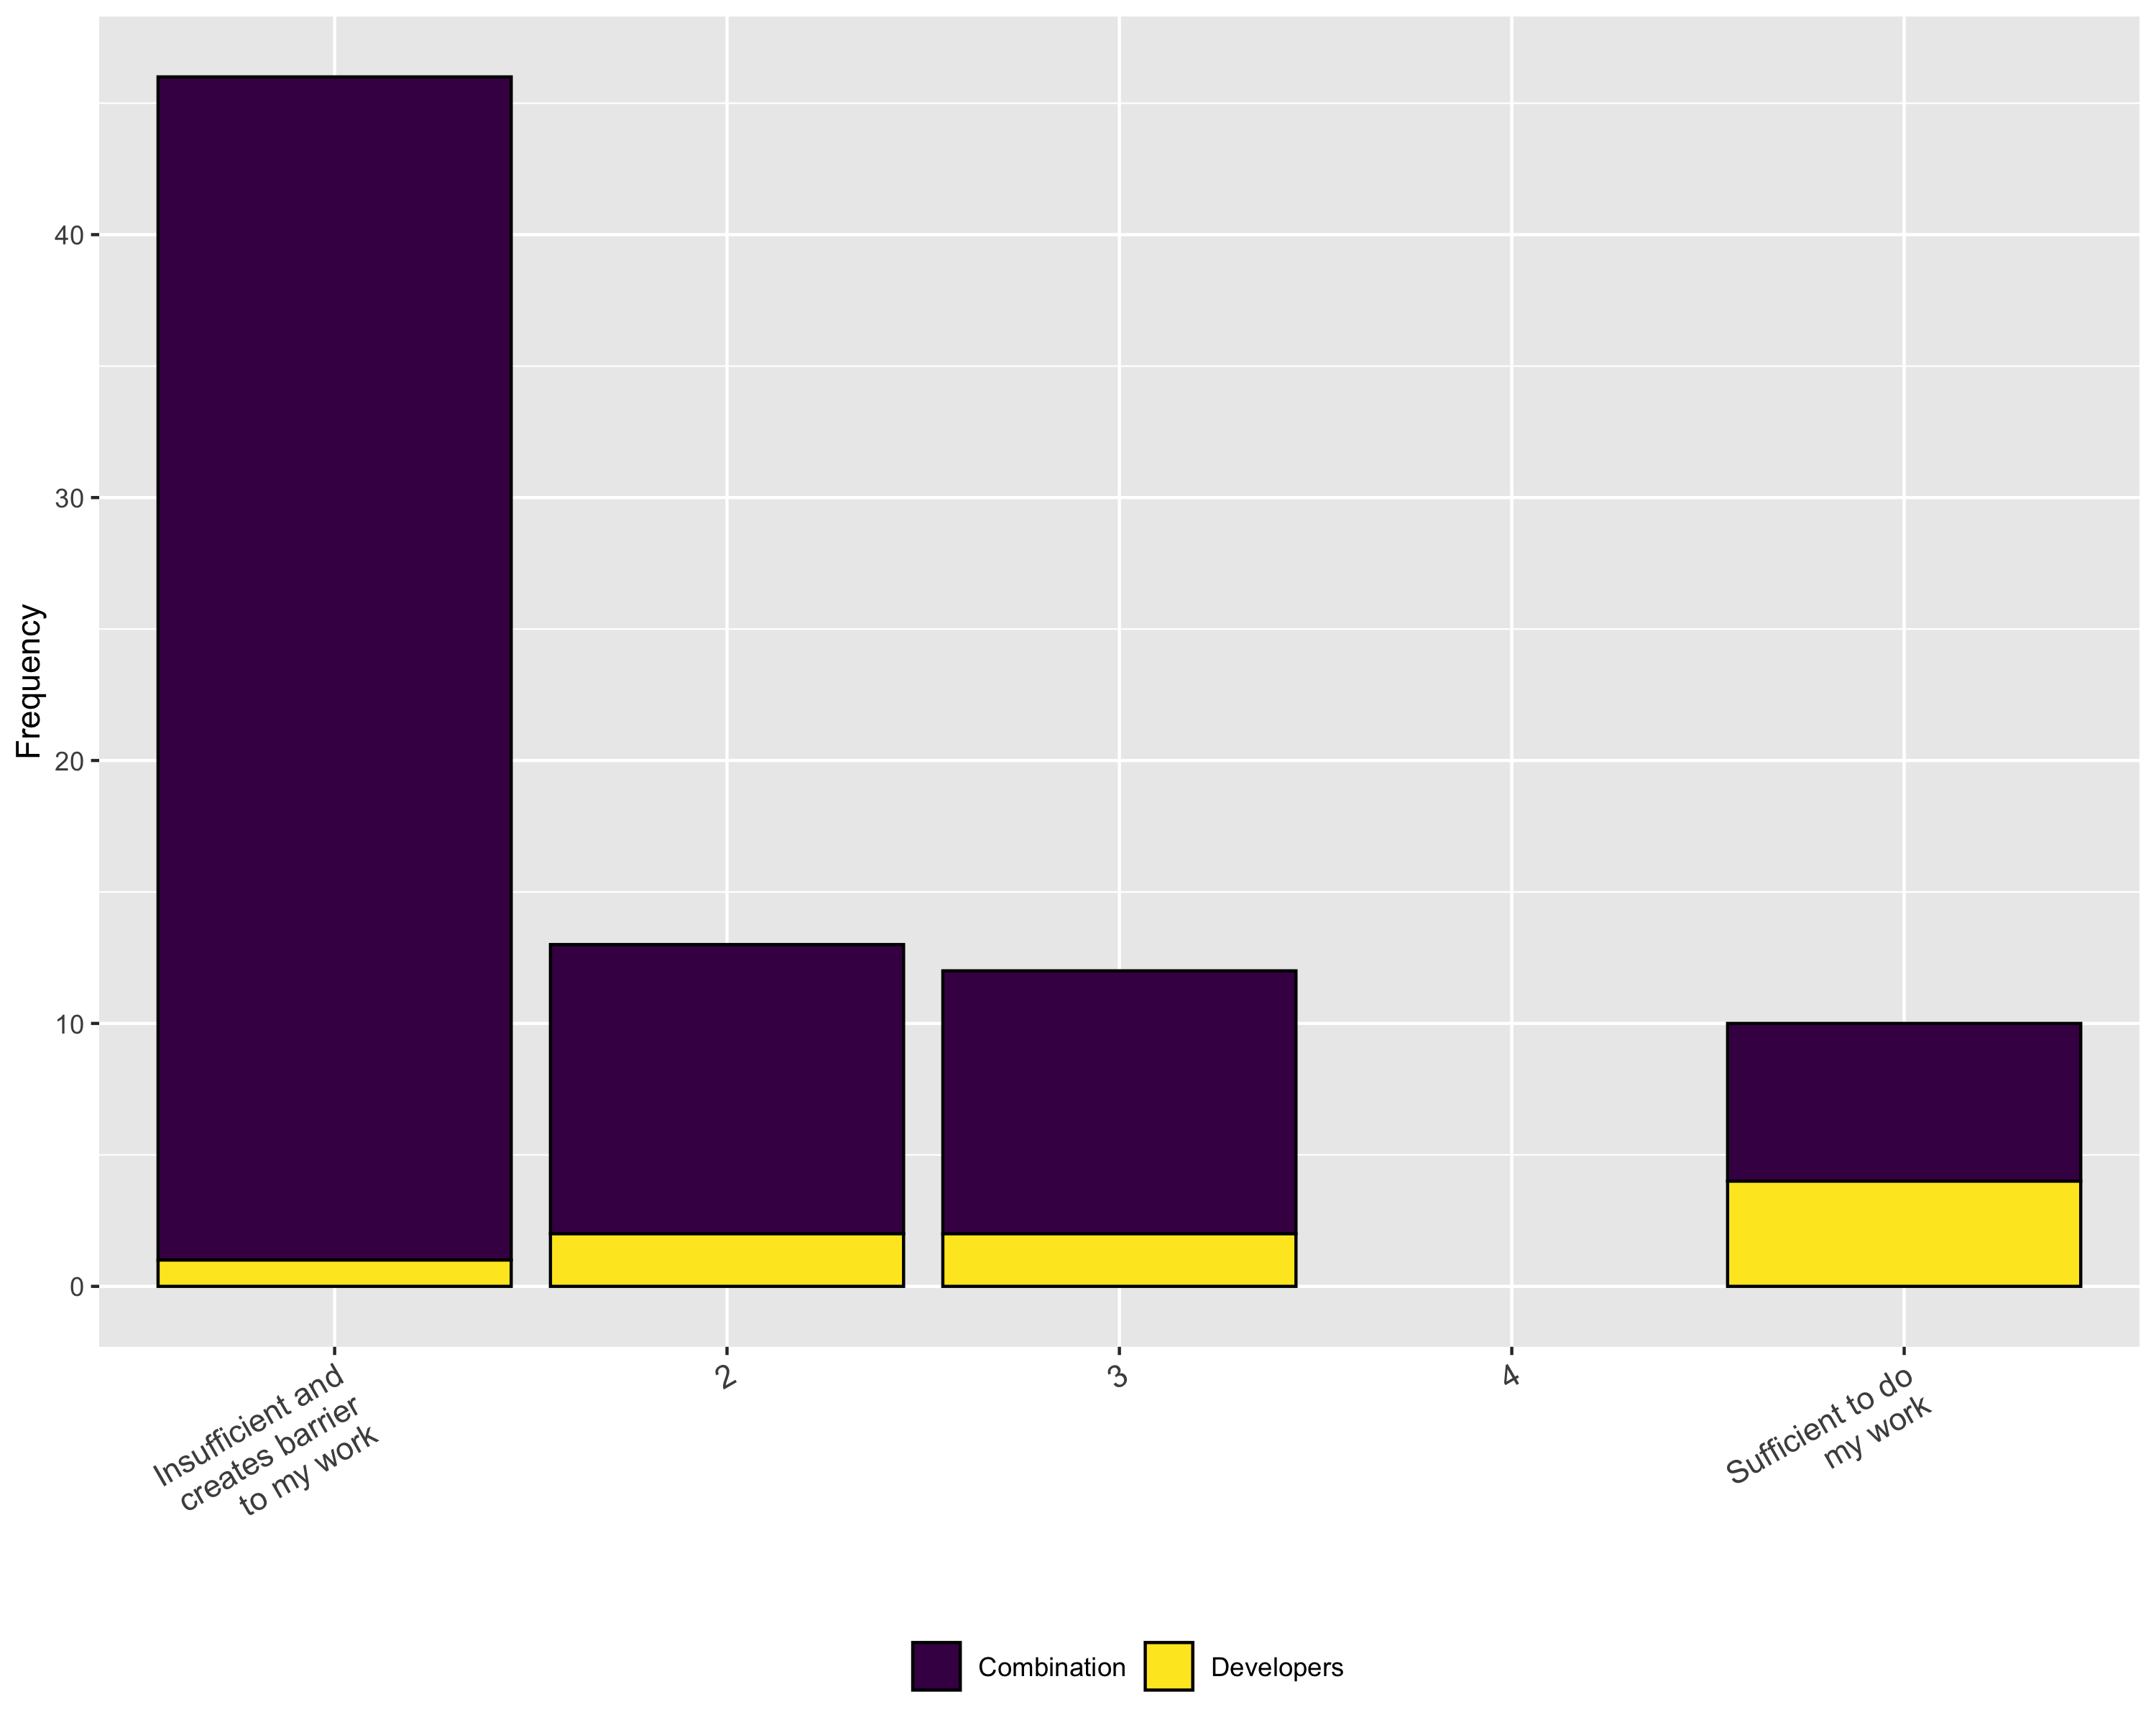 Frequency
40
30
20
10
0
Insufficient and
creates barrier
to my work
2
3
4
Sufficient to do
my work
Combination
Developers